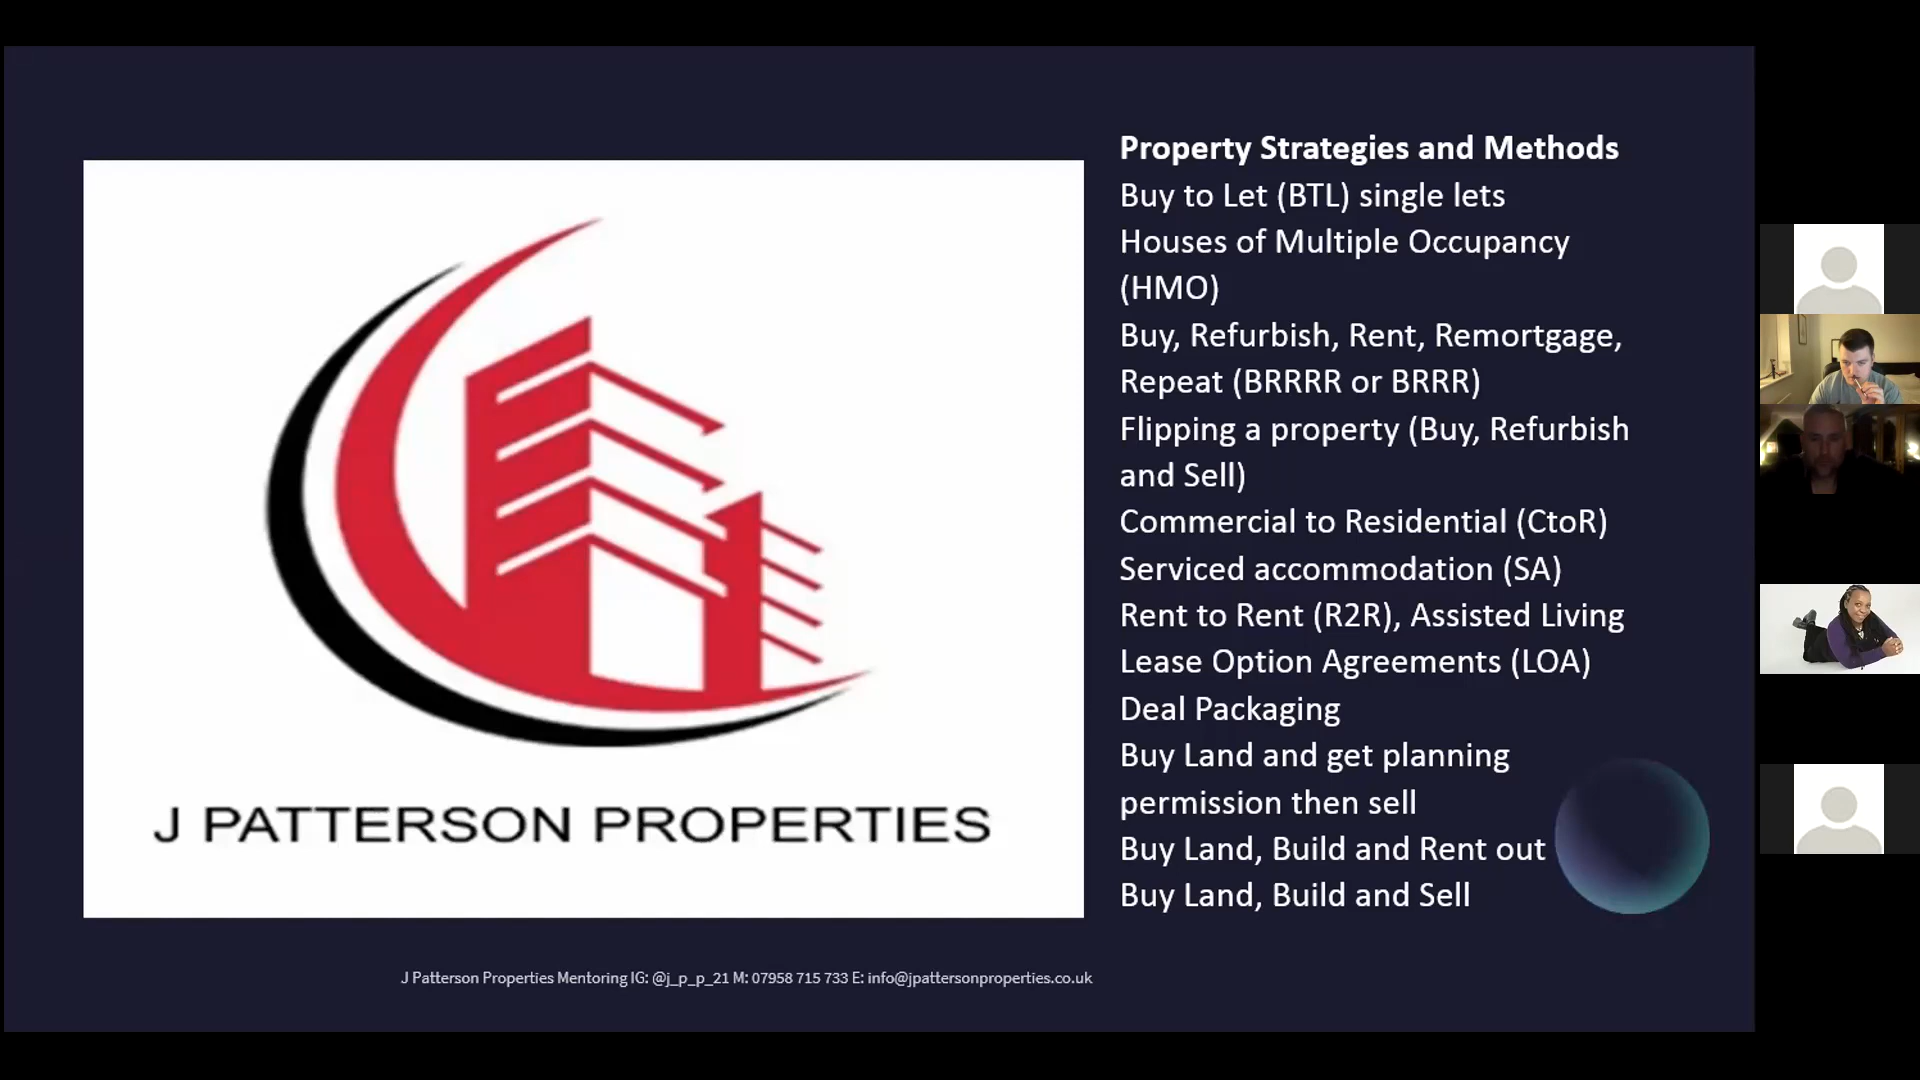 Property Strategies and Methods
Buy to Let (BTL) single lets
Houses of Multiple Occupancy
(HMO)
Buy, Refurbish, Rent, Remortgage,
Repeat (BRRRR or BRRR)
Flipping a property (Buy, Refurbish
and Sell)
Commercial to Residential (CtoR)
Serviced accommodation (SA)
Rent to Rent (R2R), Assisted Living
Lease Option Agreements (LOA)
Deal Packaging
Buy Land and get planning
permission then sell
Buy Land, Build and Rent out
Buy Land, Build and Sell
J PATTERSON PROPERTIES
J Patterson Properties Mentoring IG: @j_p_p_21 M: 07958 715 733 E: info@jpattersonproperties.co.uk